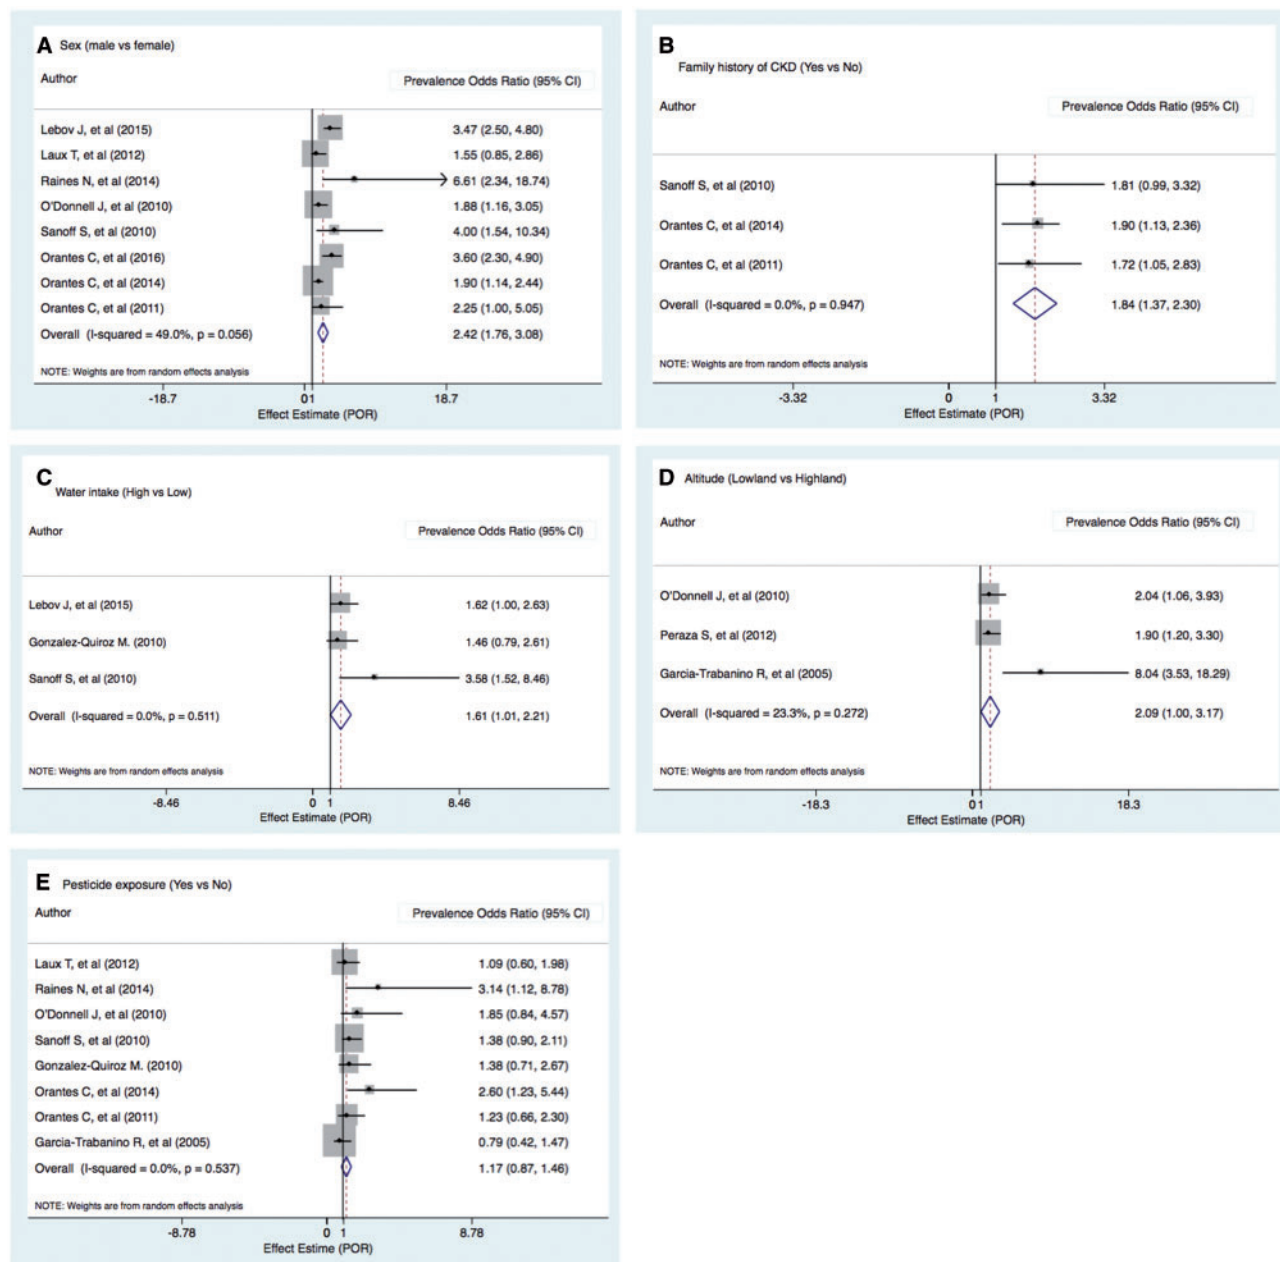 A Sex (male vs female)
Author Prevalence Odds Ratio (95% CI)
Lebov J, et al (2015) 3.47 (2.50, 4.80)
Laux T, et al (2012) 1.55 (0.85, 2.86)
Raines N, et al (2014) 6.61 (2.34, 18.74)
O'Donnell J, et al (2010) 1.88 (1.16, 3.05)
Sanoff S, et al (2010) 4.00 (1.54, 10.34)
Orantes C, et al (2016) 3.60 (2.30, 4.90)
Orantes C, et al (2014) 1.90 (1.14, 2.44)
Orantes C, et al (2011) 2.25 (1.00, 5.05)
Overall (I-squared = 49.0%, p = 0.056) 2.42 (1.76, 3.08)
NOTE: Weights are from random effects analysis
-18.7 0 1 18.7
Effect Estimate (POR)
B Family history of CKD (Yes vs No)
Author Prevalence Odds Ratio (95% CI)
Sanoff S, et al (2010) 1.81 (0.99, 3.32)
Orantes C, et al (2014) 1.90 (1.13, 2.36)
Orantes C, et al (2011) 1.72 (1.05, 2.83)
Overall (I-squared = 0.0%, p = 0.947) 1.84 (1.37, 2.30)
NOTE: Weights are from random effects analysis
-3.32 0 1 3.32
Effect Estimate (POR)
C Water intake (High vs Low)
Author Prevalence Odds Ratio (95% CI)
Lebov J, et al (2015) 1.62 (1.00, 2.63)
Gonzalez-Quiroz M. (2010) 1.46 (0.79, 2.61)
Sanoff S, et al (2010) 3.58 (1.52, 8.46)
Overall (I-squared = 0.0%, p = 0.511) 1.61 (1.01, 2.21)
NOTE: Weights are from random effects analysis
-8.46 0 1 8.46
Effect Estimate (POR)
D Altitude (Lowland vs Highland)
Author Prevalence Odds Ratio (95% CI)
O'Donnell J, et al (2010) 2.04 (1.06, 3.93)
Peraza S, et al (2012) 1.90 (1.20, 3.30)
Garcia-Trabanino R, et al (2005) 8.04 (3.53, 18.29)
Overall (I-squared = 23.3%, p = 0.272) 2.09 (1.00, 3.17)
NOTE: Weights are from random effects analysis
-18.3 0 1 18.3
Effect Estimate (POR)
E Pesticide exposure (Yes vs No)
Author Prevalence Odds Ratio (95% CI)
Laux T, et al (2012) 1.09 (0.60, 1.98)
Raines N, et al (2014) 3.14 (1.12, 8.78)
O'Donnell J, et al (2010) 1.85 (0.84, 4.57)
Sanoff S, et al (2010) 1.38 (0.90, 2.11)
Gonzalez-Quiroz M. (2010) 1.38 (0.71, 2.67)
Orantes C, et al (2014) 2.60 (1.23, 5.44)
Orantes C, et al (2011) 1.23 (0.66, 2.30)
Garcia-Trabanino R, et al (2005) 0.79 (0.42, 1.47)
Overall (I-squared = 0.0%, p = 0.537) 1.17 (0.87, 1.46)
NOTE: Weights are from random effects analysis
-8.78 0 1 8.78
Effect Estime (POR)